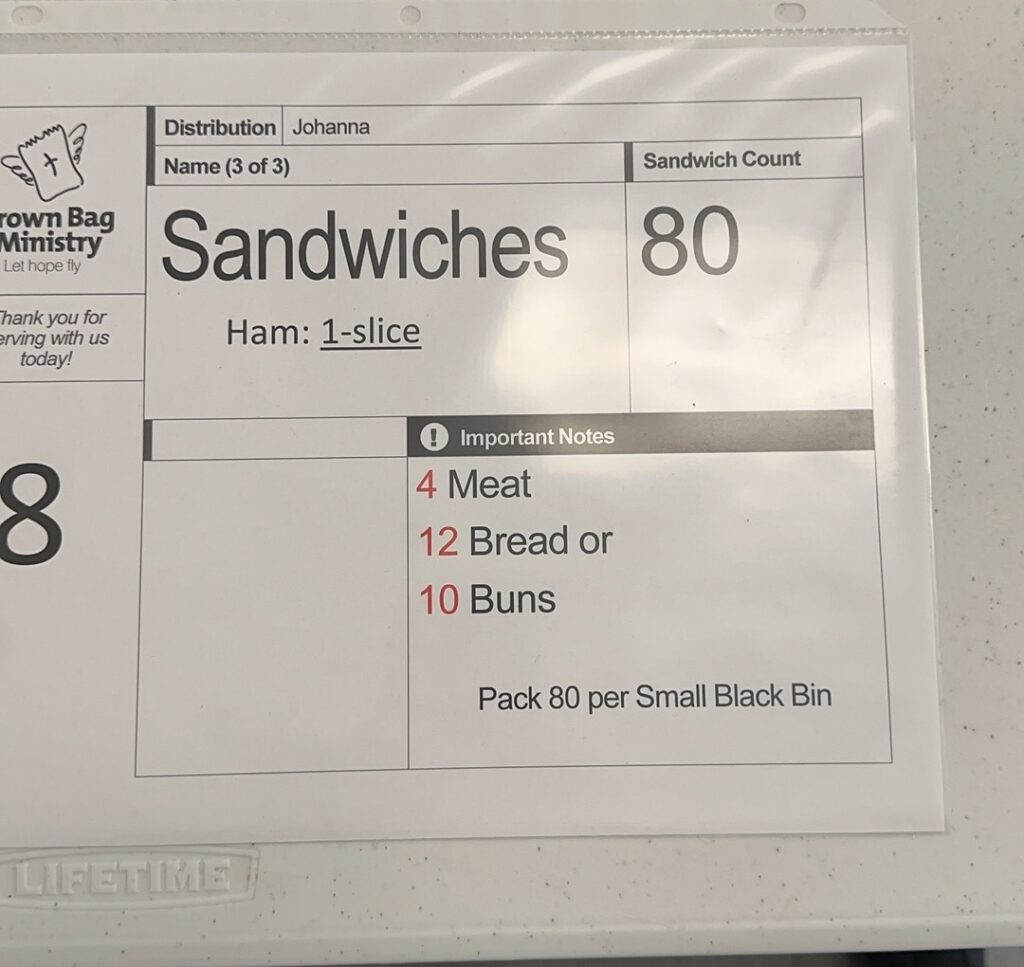 Distribution Johanna
Name (3 of 3)
Sandwich Count
rown Bag
Ministry
Let hope fly
Sandwiches
80
Ham: 1-slice
Thank you for
erving with us
today!
8
! Important Notes
4 Meat
12 Bread or
10 Buns
Pack 80 per Small Black Bin
LIFETIME